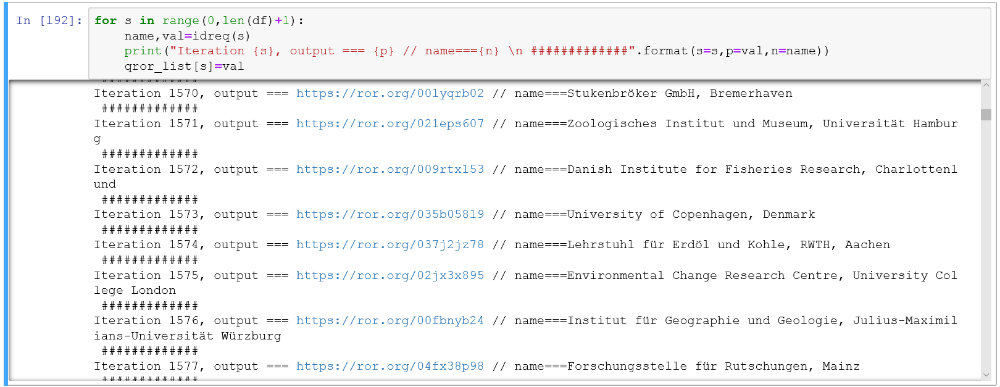 In [192]: for s in range(0,len(df)+1):
name,val=idreq(s)
print("Iteration {s}, output === {p} // name==={n} \n #############".format(s=s,p=val,n=name))
qror_list[s]=val
#############
Iteration 1570, output === https://ror.org/001yqrb02 // name===Stukenbröker GmbH, Bremerhaven
#############
Iteration 1571, output === https://ror.org/021eps607 // name===Zoologisches Institut und Museum, Universität Hambur
g
#############
Iteration 1572, output === https://ror.org/009rtx153 // name===Danish Institute for Fisheries Research, Charlottenl
und
#############
Iteration 1573, output === https://ror.org/035b05819 // name===University of Copenhagen, Denmark
#############
Iteration 1574, output === https://ror.org/037j2jz78 // name===Lehrstuhl für Erdöl und Kohle, RWTH, Aachen
#############
Iteration 1575, output === https://ror.org/02jx3x895 // name===Environmental Change Research Centre, University Col
lege London
#############
Iteration 1576, output === https://ror.org/00fbnyb24 // name===Institut für Geographie und Geologie, Julius-Maximil
ians-Universität Würzburg
#############
Iteration 1577, output === https://ror.org/04fx38p98 // name===Forschungsstelle für Rutschungen, Mainz
#############